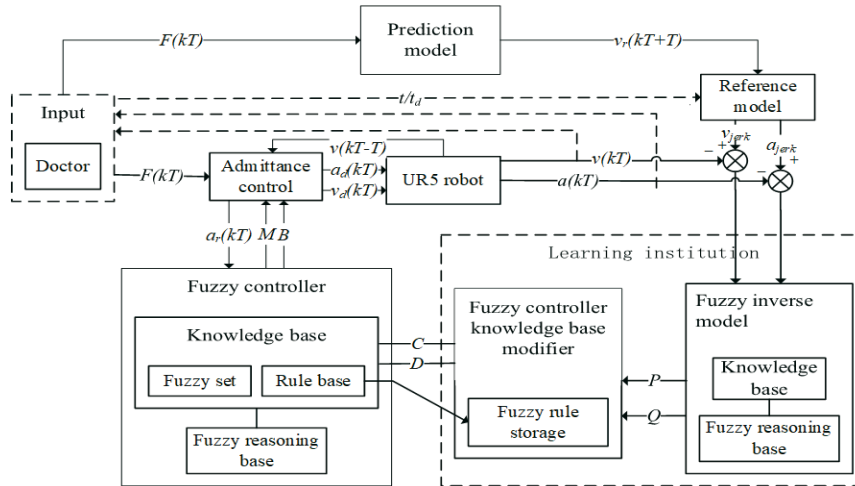 F(kT)
Prediction
model
v_r(kT+T)
Input
t/t_d
Reference
model
Doctor
F(kT)
Admittance
control
v(kT-T)
a_d(kT)
v_d(kT)
UR5 robot
v(kT)
a(kT)
v_jerk
a_jerk
- +
- +
a_r(kT)
M
B
Learning institution
Fuzzy controller
Knowledge base
Fuzzy set
Rule base
Fuzzy reasoning
base
C
D
Fuzzy controller
knowledge base
modifier
Fuzzy rule
storage
P
Q
Fuzzy inverse
model
Knowledge
base
Fuzzy reasoning
base